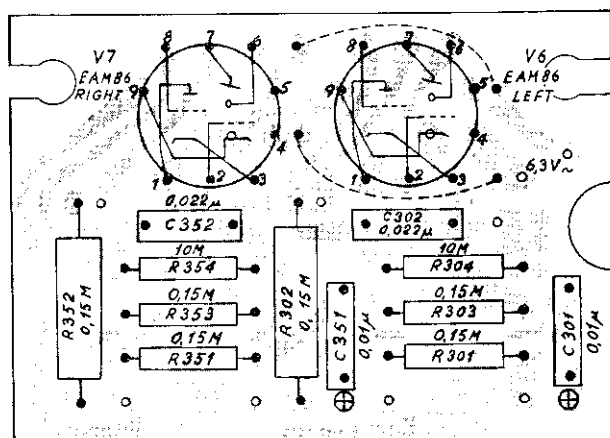 V7
EAM86
RIGHT
8
7
6
9
5
4
1
2
3
8
7
6
9
5
4
1
2
3
V6
EAM86
LEFT
6,3V~
0,022µ
C352
C302
0,022µ
R352
0,15M
10M
R354
0,15M
R353
0,15M
R351
R302
0,15M
C351
0,01µ
10M
R304
0,15M
R303
0,15M
R301
C301
0,01µ